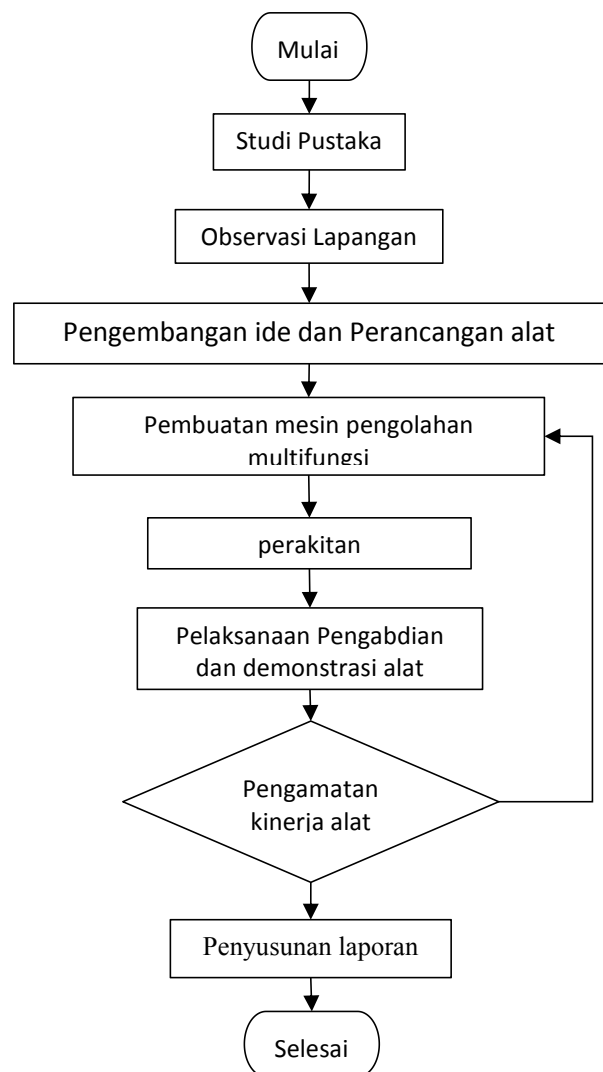 Mulai
Studi Pustaka
Observasi Lapangan
Pengembangan ide dan Perancangan alat
Pembuatan mesin pengolahan
multifungsi
perakitan
Pelaksanaan Pengabdian
dan demonstrasi alat
Pengamatan
kinerja alat
Penyusunan laporan
Selesai